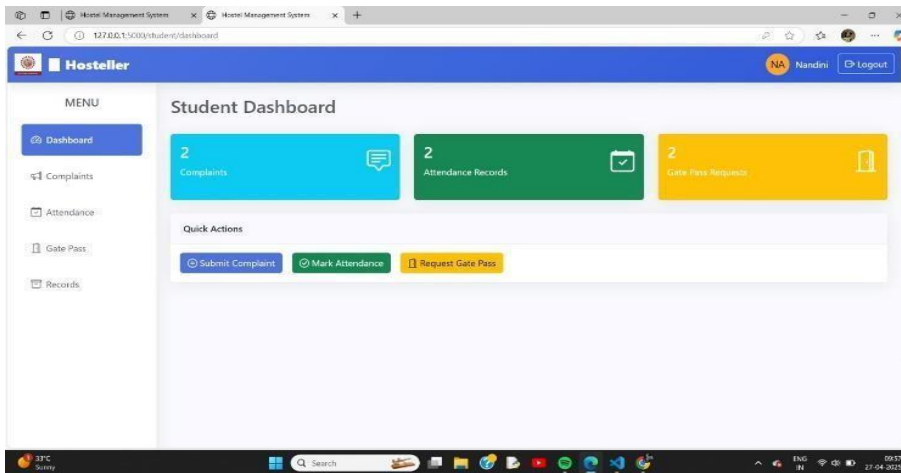 Hostel Management System
Hostel Management System
127.0.0.1:5000/student/dashboard
Hosteller
NA Nandini Logout
MENU
Dashboard
Complaints
Attendance
Gate Pass
Records
Student Dashboard
2
Complaints
2
Attendance Records
2
Gate Pass Requests
Quick Actions
Submit Complaint Mark Attendance Request Gate Pass
33°C
Sunny
Search
ENG
IN
09:57
27-04-2025